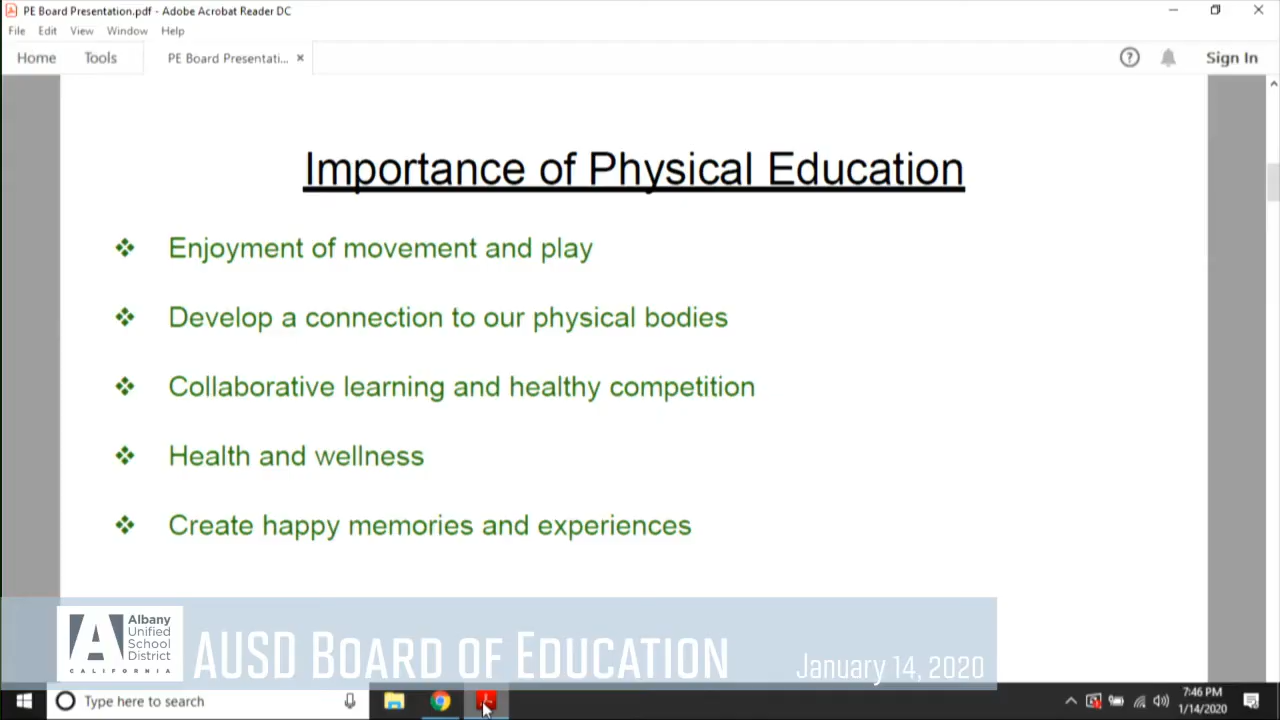 PE Board Presentation.pdf - Adobe Acrobat Reader DC
File Edit View Window Help
Home Tools PE Board Presentati... × Sign In
Importance of Physical Education
❖ Enjoyment of movement and play
❖ Develop a connection to our physical bodies
❖ Collaborative learning and healthy competition
❖ Health and wellness
❖ Create happy memories and experiences
A Albany
Unified
School
District
CALIFORNIA
AUSD BOARD OF EDUCATION January 14, 2020
Type here to search
7:46 PM
1/14/2020